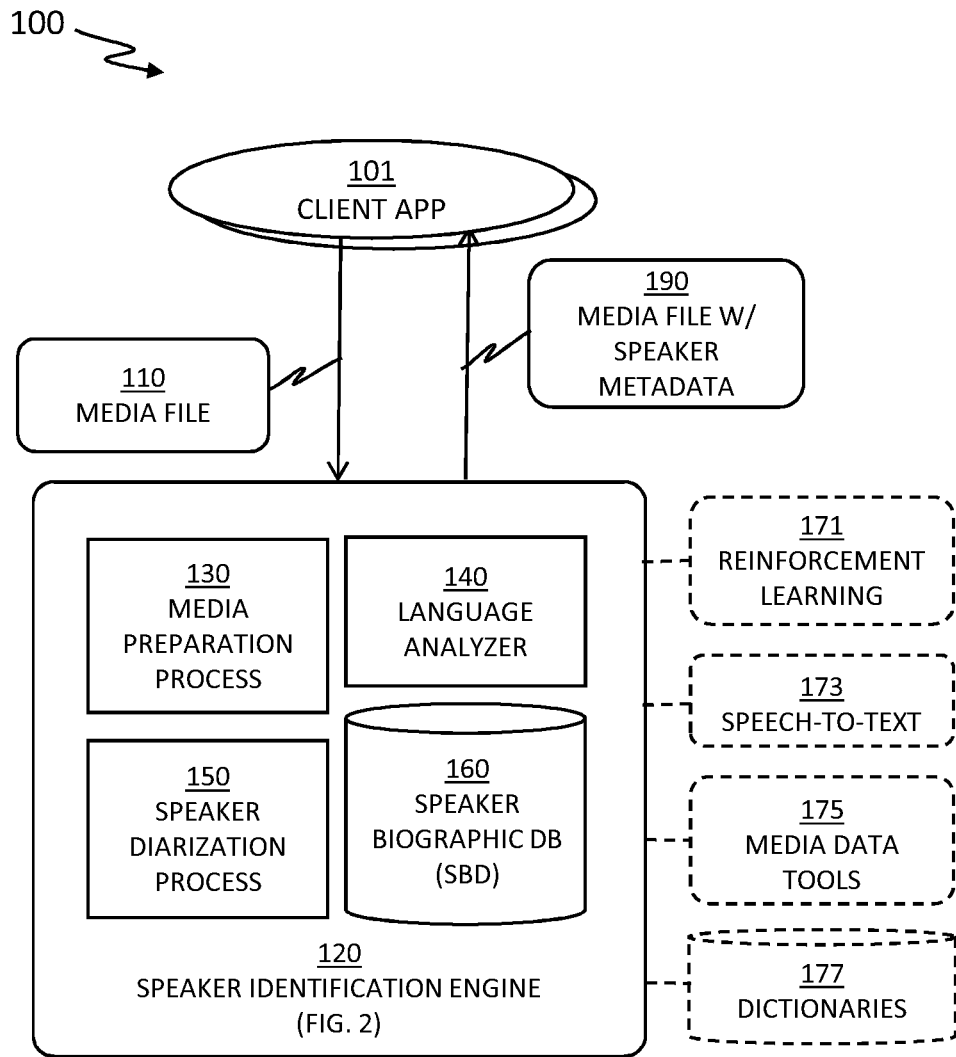 100
101
CLIENT APP
190
MEDIA FILE W/
SPEAKER
METADATA
110
MEDIA FILE
130
MEDIA
PREPARATION
PROCESS
140
LANGUAGE
ANALYZER
150
SPEAKER
DIARIZATION
PROCESS
160
SPEAKER
BIOGRAPHIC DB
(SBD)
120
SPEAKER IDENTIFICATION ENGINE
(FIG. 2)
171
REINFORCEMENT
LEARNING
173
SPEECH-TO-TEXT
175
MEDIA DATA
TOOLS
177
DICTIONARIES